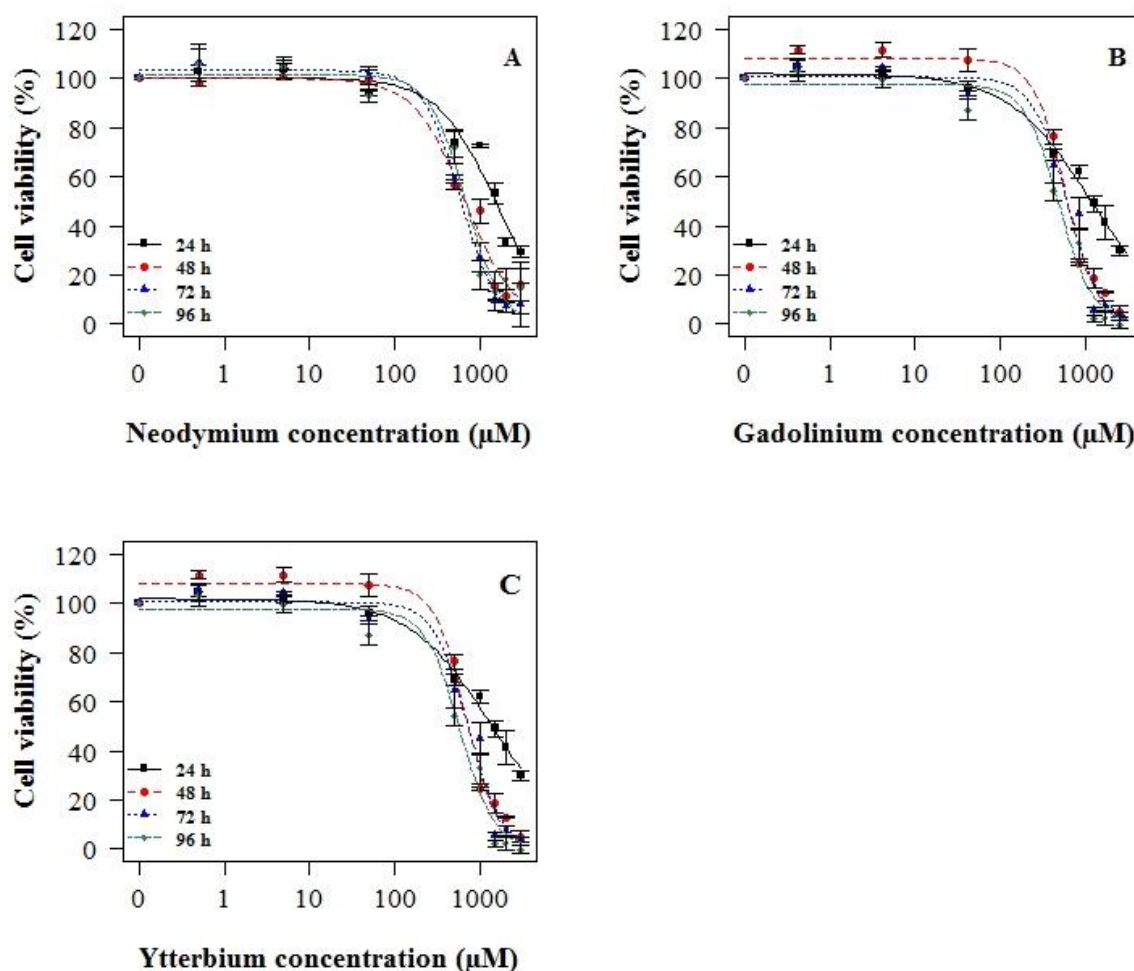 120
100
80
60
40
20
0
Cell viability (%)
A
24 h
48 h
72 h
96 h
0 1 10 100 1000
Neodymium concentration (μM)
120
100
80
60
40
20
0
Cell viability (%)
B
24 h
48 h
72 h
96 h
0 1 10 100 1000
Gadolinium concentration (μM)
120
100
80
60
40
20
0
Cell viability (%)
C
24 h
48 h
72 h
96 h
0 1 10 100 1000
Ytterbium concentration (μM)